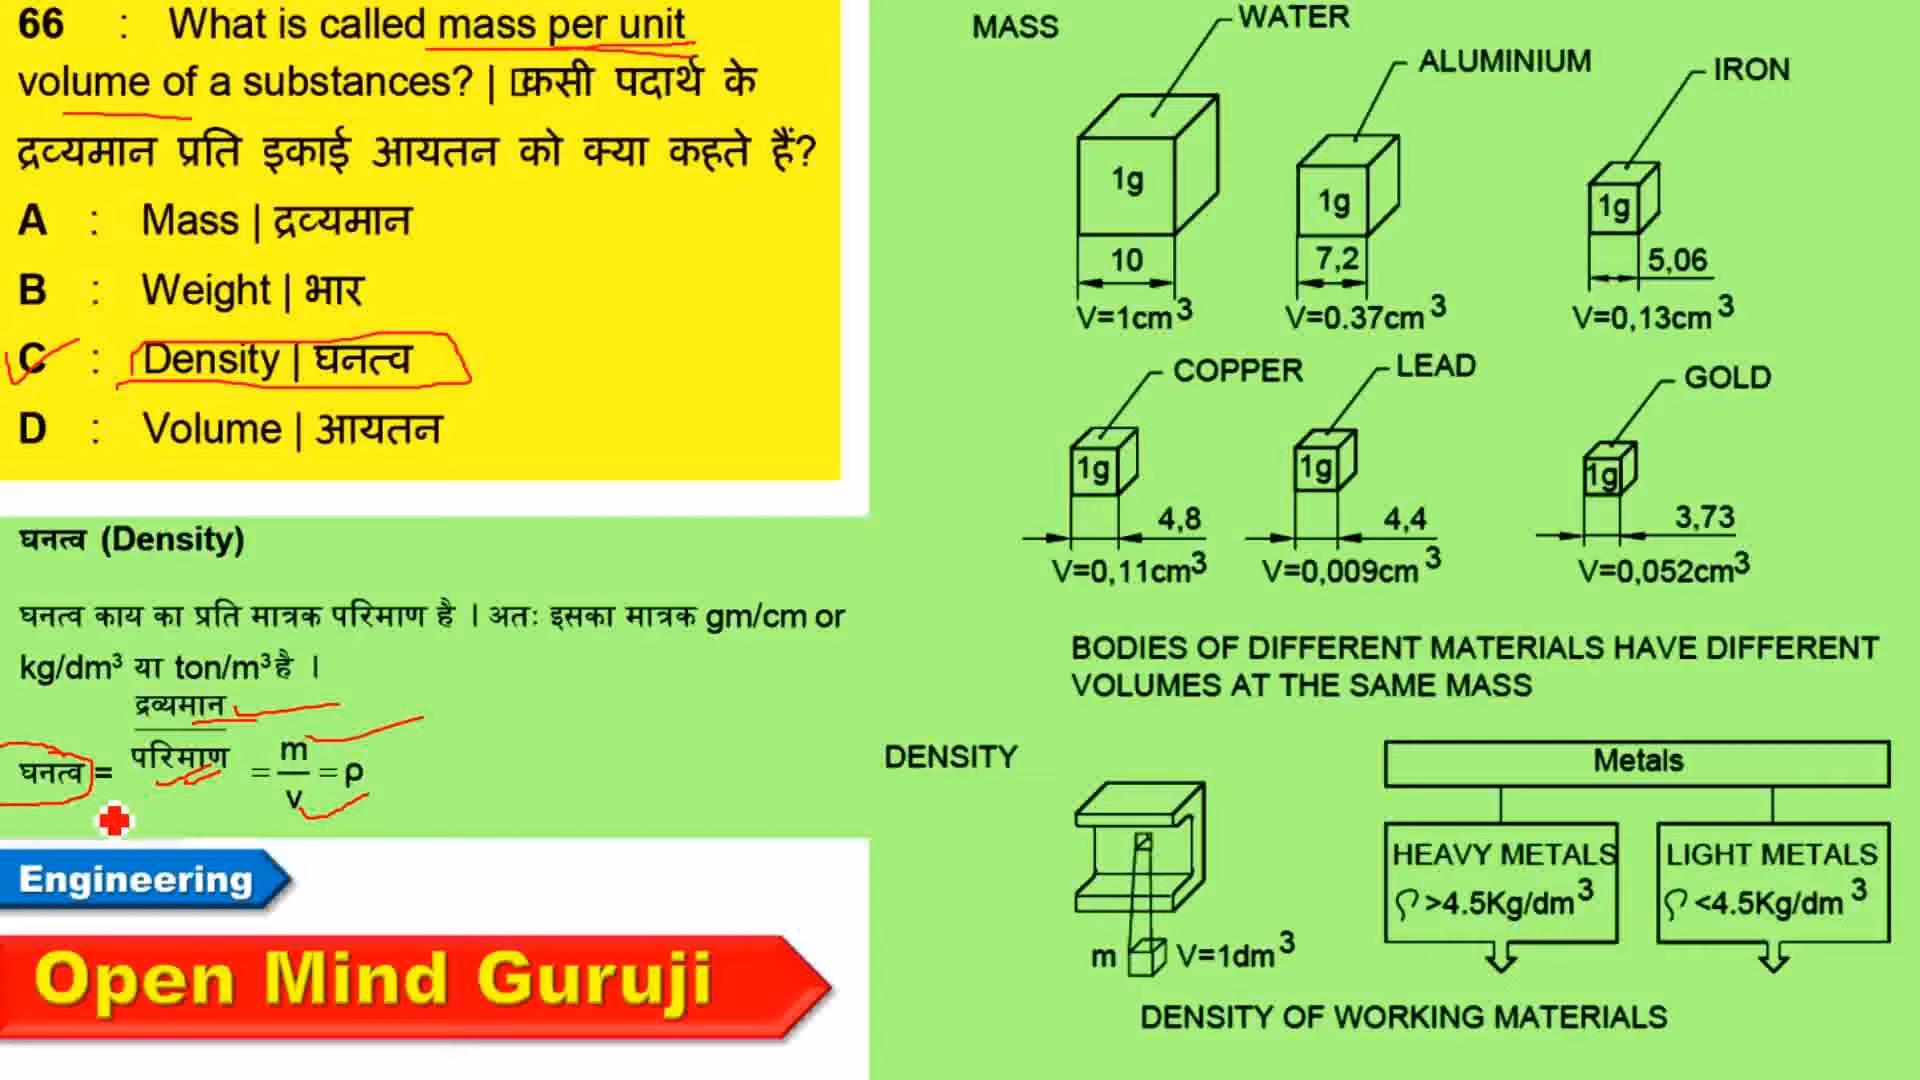 66 : What is called mass per unit
volume of a substances? | किसी पदार्थ के
द्रव्यमान प्रति इकाई आयतन को क्या कहते हैं?
A : Mass | द्रव्यमान
B : Weight | भार
C : Density | घनत्व
D : Volume | आयतन
घनत्व (Density)
घनत्व काय का प्रति मात्रक परिमाण है । अतः इसका मात्रक gm/cm or
kg/dm³ या ton/m³ है ।
घनत्व = द्रव्यमान / परिमाण = m / v = ρ
Engineering
Open Mind Guruji
MASS
WATER
ALUMINIUM
IRON
1g
1g
1g
10
7,2
5,06
V=1cm³
V=0.37cm³
V=0,13cm³
COPPER
LEAD
GOLD
1g
1g
1g
4,8
4,4
3,73
V=0,11cm³
V=0,009cm³
V=0,052cm³
BODIES OF DIFFERENT MATERIALS HAVE DIFFERENT
VOLUMES AT THE SAME MASS
DENSITY
m V=1dm³
Metals
HEAVY METALS
ρ >4.5Kg/dm³
LIGHT METALS
ρ <4.5Kg/dm³
DENSITY OF WORKING MATERIALS